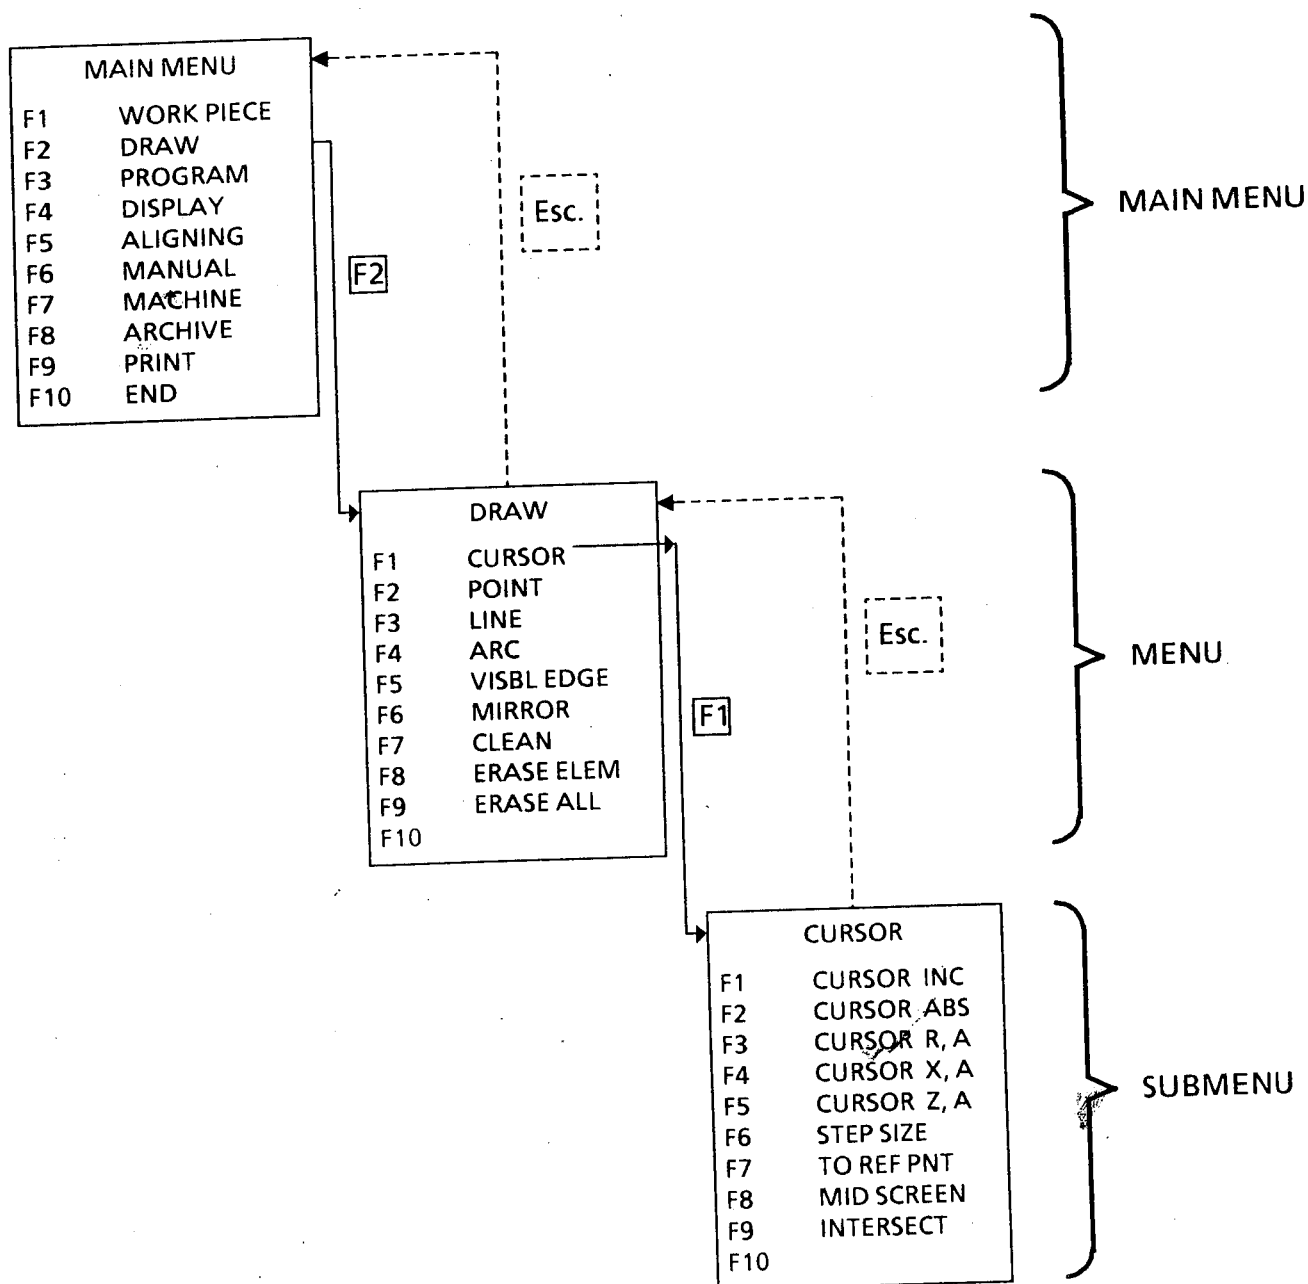 MAIN MENU
F1 WORK PIECE
F2 DRAW
F3 PROGRAM
F4 DISPLAY
F5 ALIGNING
F6 MANUAL
F7 MACHINE
F8 ARCHIVE
F9 PRINT
F10 END
F2
Esc.
MAIN MENU
DRAW
F1 CURSOR
F2 POINT
F3 LINE
F4 ARC
F5 VISBL EDGE
F6 MIRROR
F7 CLEAN
F8 ERASE ELEM
F9 ERASE ALL
F10
F1
Esc.
MENU
CURSOR
F1 CURSOR INC
F2 CURSOR ABS
F3 CURSOR R, A
F4 CURSOR X, A
F5 CURSOR Z, A
F6 STEP SIZE
F7 TO REF PNT
F8 MID SCREEN
F9 INTERSECT
F10
SUBMENU